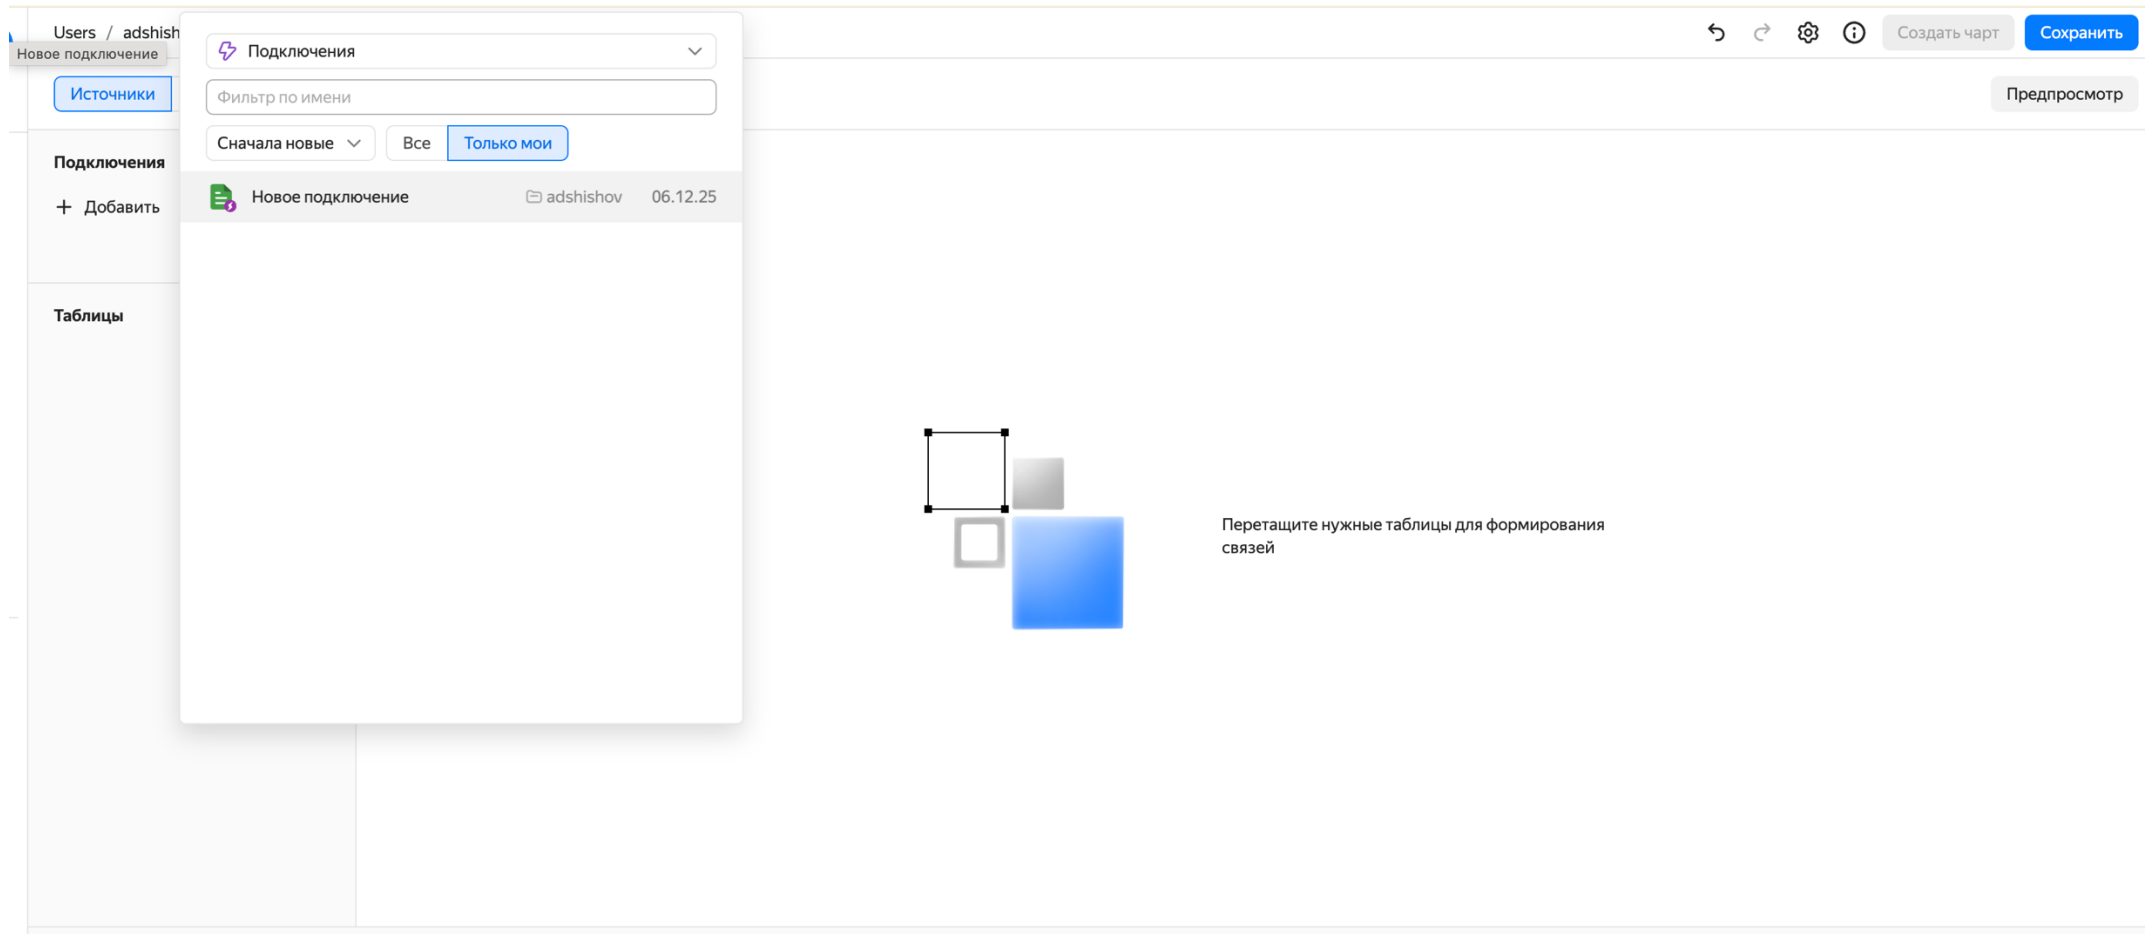 Users / adshish
Новое подключение
Создать чарт
Сохранить
Источники
Предпросмотр
Подключения
Фильтр по имени
Сначала новые
Все
Только мои
Новое подключение
adshishov
06.12.25
Подключения
+ Добавить
Таблицы
Перетащите нужные таблицы для формирования
связей